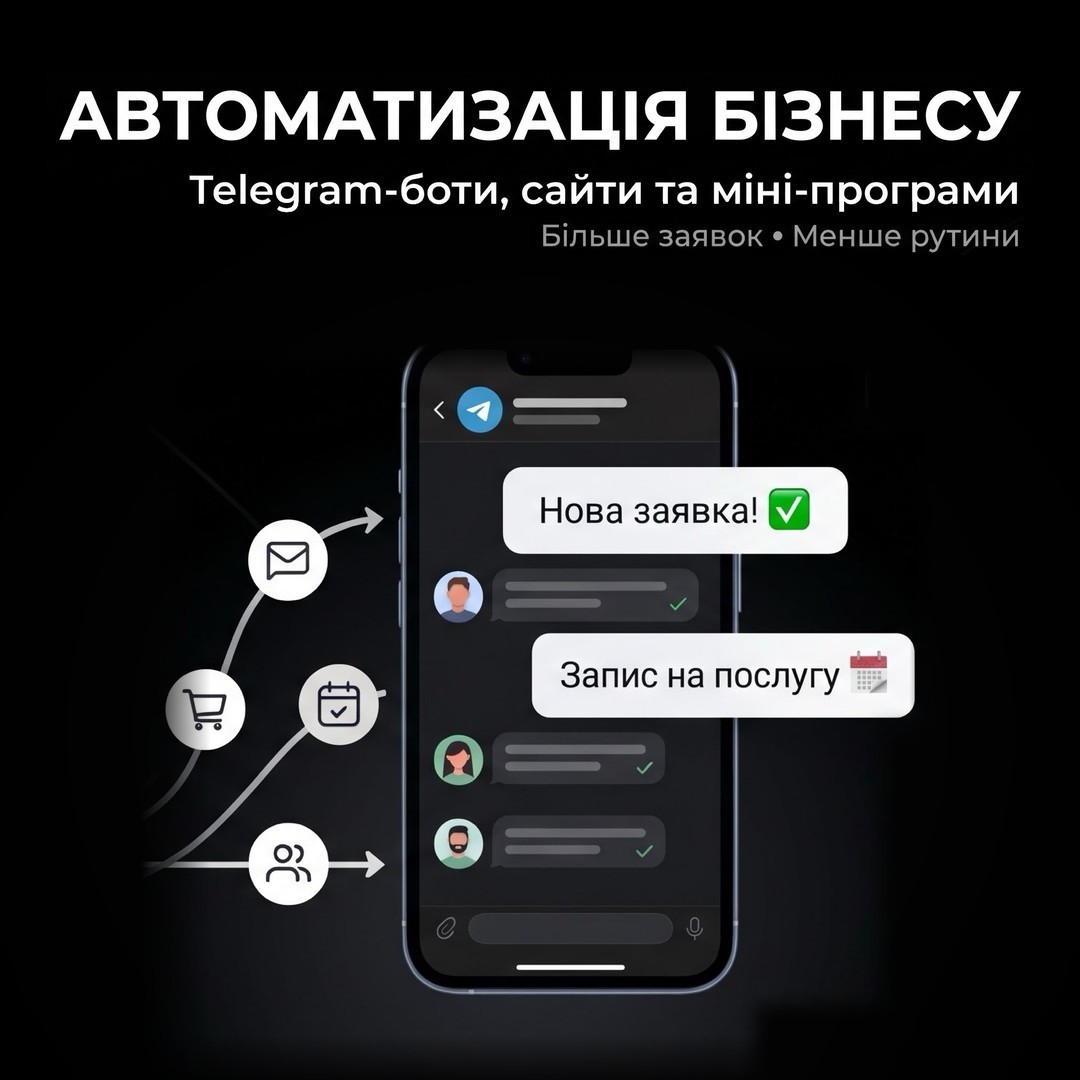 АВТОМАТИЗАЦІЯ БІЗНЕСУ
Telegram-боти, сайти та міні-програми
Більше заявок • Менше рутини
Нова заявка! ✅
Запис на послугу 📅